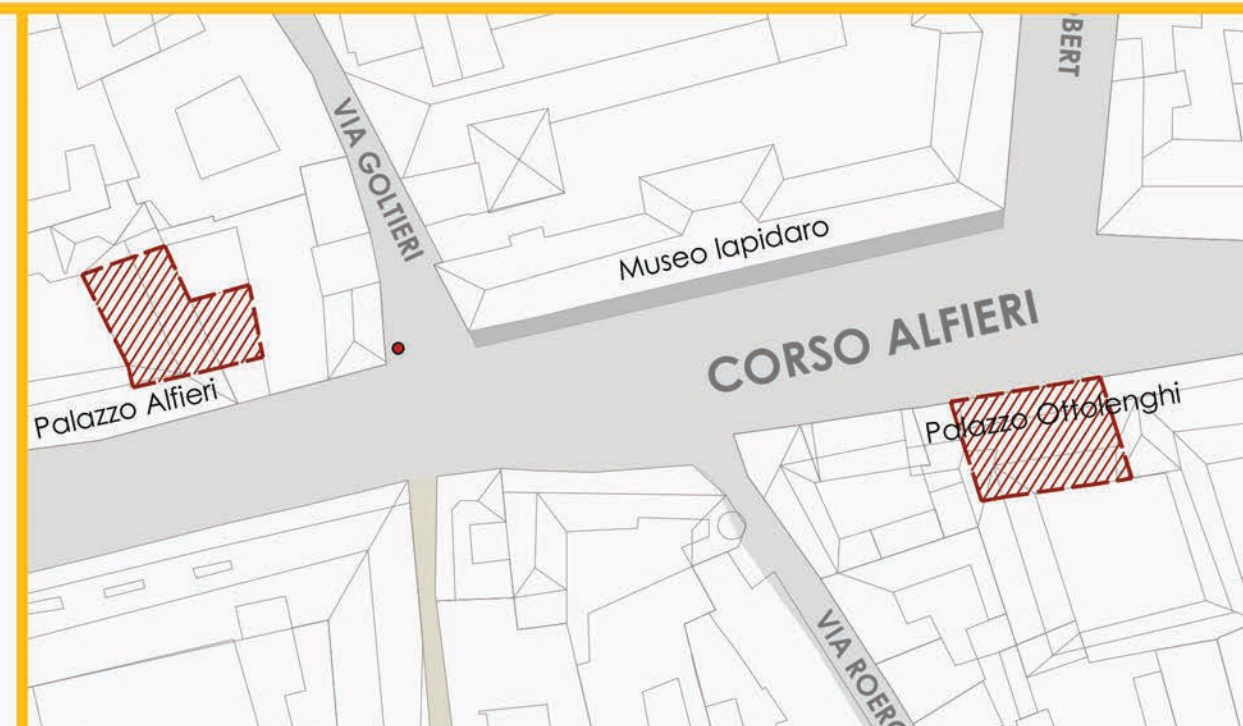 BERT
VIA GOLTIERI
Museo lapidaro
CORSO ALFIERI
Palazzo Alfieri
Palazzo Ottolenghi
VIA ROERO